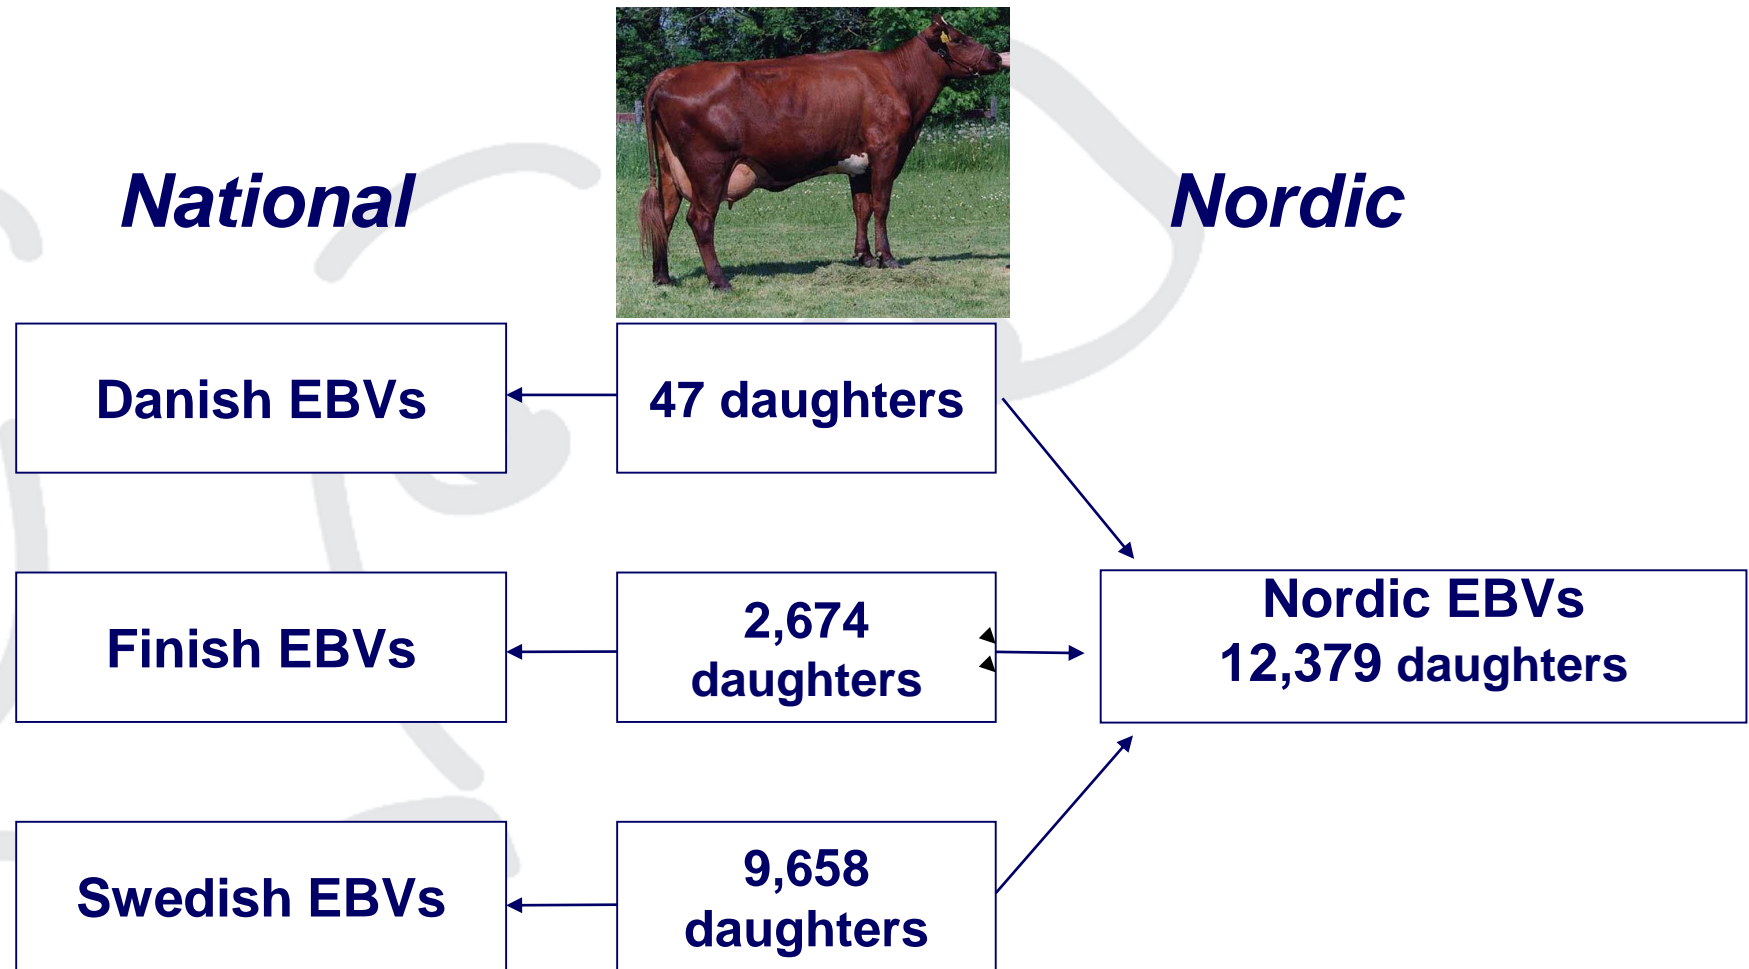 National
Nordic
Danish EBVs
47 daughters
Finish EBVs
2,674
daughters
Nordic EBVs
12,379 daughters
Swedish EBVs
9,658
daughters